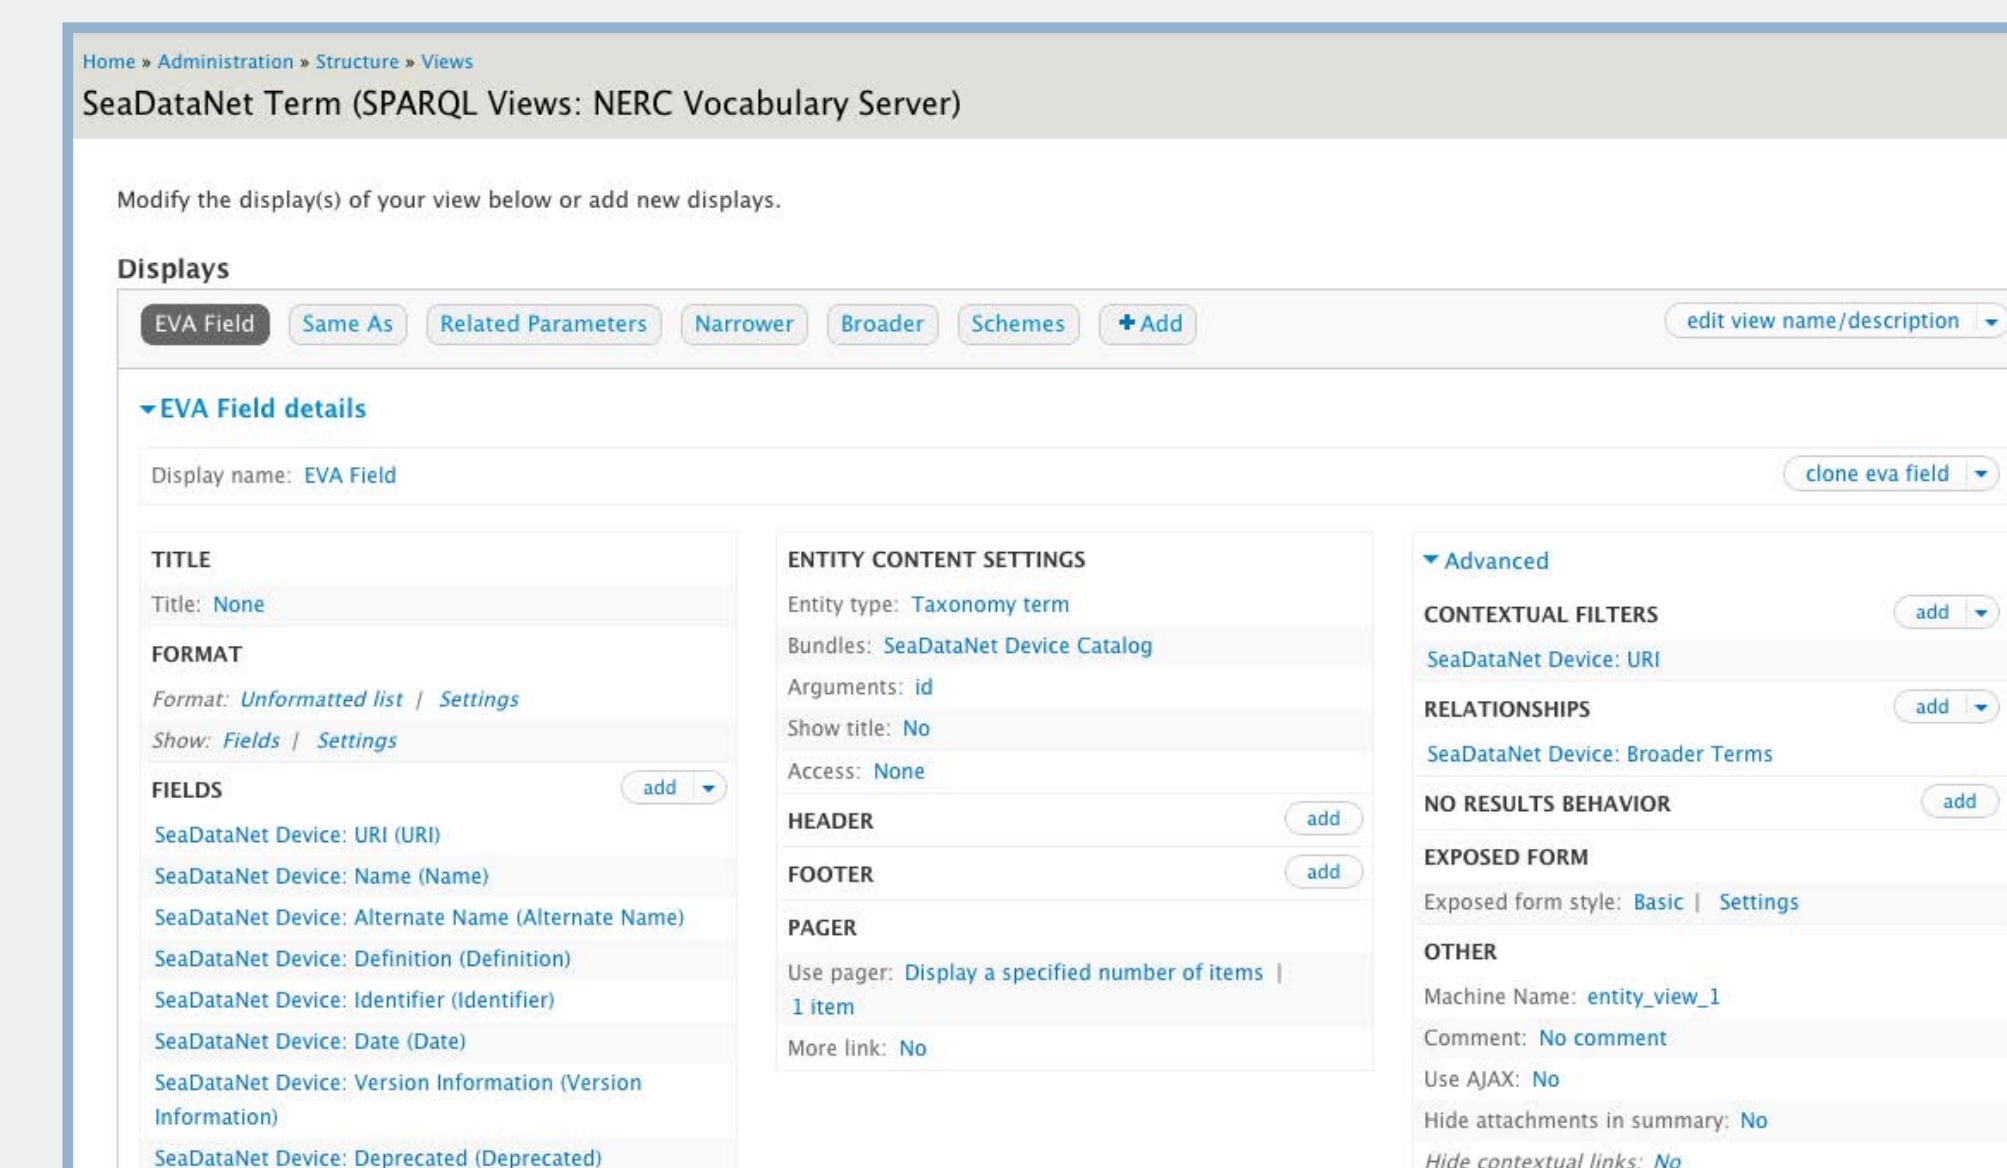 Home » Administration » Structure » Views
SeaDataNet Term (SPARQL Views: NERC Vocabulary Server)
Modify the display(s) of your view below or add new displays.
Displays
EVA Field
Same As
Related Parameters
Narrower
Broader
Schemes
+Add
edit view name/description
EVA Field details
Display name: EVA Field
clone eva field
TITLE
Title: None
FORMAT
Format: Unformatted list | Settings
Show: Fields | Settings
FIELDS
add
SeaDataNet Device: URI (URI)
SeaDataNet Device: Name (Name)
SeaDataNet Device: Alternate Name (Alternate Name)
SeaDataNet Device: Definition (Definition)
SeaDataNet Device: Identifier (Identifier)
SeaDataNet Device: Date (Date)
SeaDataNet Device: Version Information (Version
Information)
SeaDataNet Device: Deprecated (Deprecated)
ENTITY CONTENT SETTINGS
Entity type: Taxonomy term
Bundles: SeaDataNet Device Catalog
Arguments: id
Show title: No
Access: None
HEADER
add
FOOTER
add
PAGER
Use pager: Display a specified number of items |
1 item
More link: No
Advanced
CONTEXTUAL FILTERS
add
SeaDataNet Device: URI
RELATIONSHIPS
add
SeaDataNet Device: Broader Terms
NO RESULTS BEHAVIOR
add
EXPOSED FORM
Exposed form style: Basic | Settings
OTHER
Machine Name: entity_view_1
Comment: No comment
Use AJAX: No
Hide attachments in summary: No
Hide contextual links: No